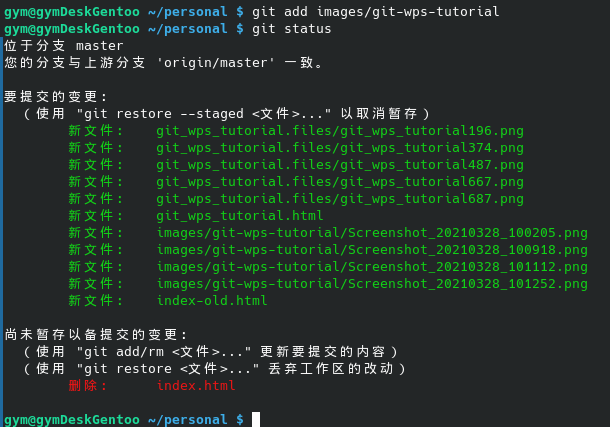 gym@gymDeskGentoo ~/personal $ git add images/git-wps-tutorial
gym@gymDeskGentoo ~/personal $ git status
位于分支 master
您的分支与上游分支 'origin/master' 一致。
要提交的变更：
（使用 "git restore --staged <文件>..." 以取消暂存）
新文件： git_wps_tutorial.files/git_wps_tutorial196.png
新文件： git_wps_tutorial.files/git_wps_tutorial374.png
新文件： git_wps_tutorial.files/git_wps_tutorial487.png
新文件： git_wps_tutorial.files/git_wps_tutorial667.png
新文件： git_wps_tutorial.files/git_wps_tutorial687.png
新文件： git_wps_tutorial.html
新文件： images/git-wps-tutorial/Screenshot_20210328_100205.png
新文件： images/git-wps-tutorial/Screenshot_20210328_100918.png
新文件： images/git-wps-tutorial/Screenshot_20210328_101112.png
新文件： images/git-wps-tutorial/Screenshot_20210328_101252.png
新文件： index-old.html
尚未暂存以备提交的变更：
（使用 "git add/rm <文件>..." 更新要提交的内容）
（使用 "git restore <文件>..." 丢弃工作区的改动）
删除： index.html
gym@gymDeskGentoo ~/personal $